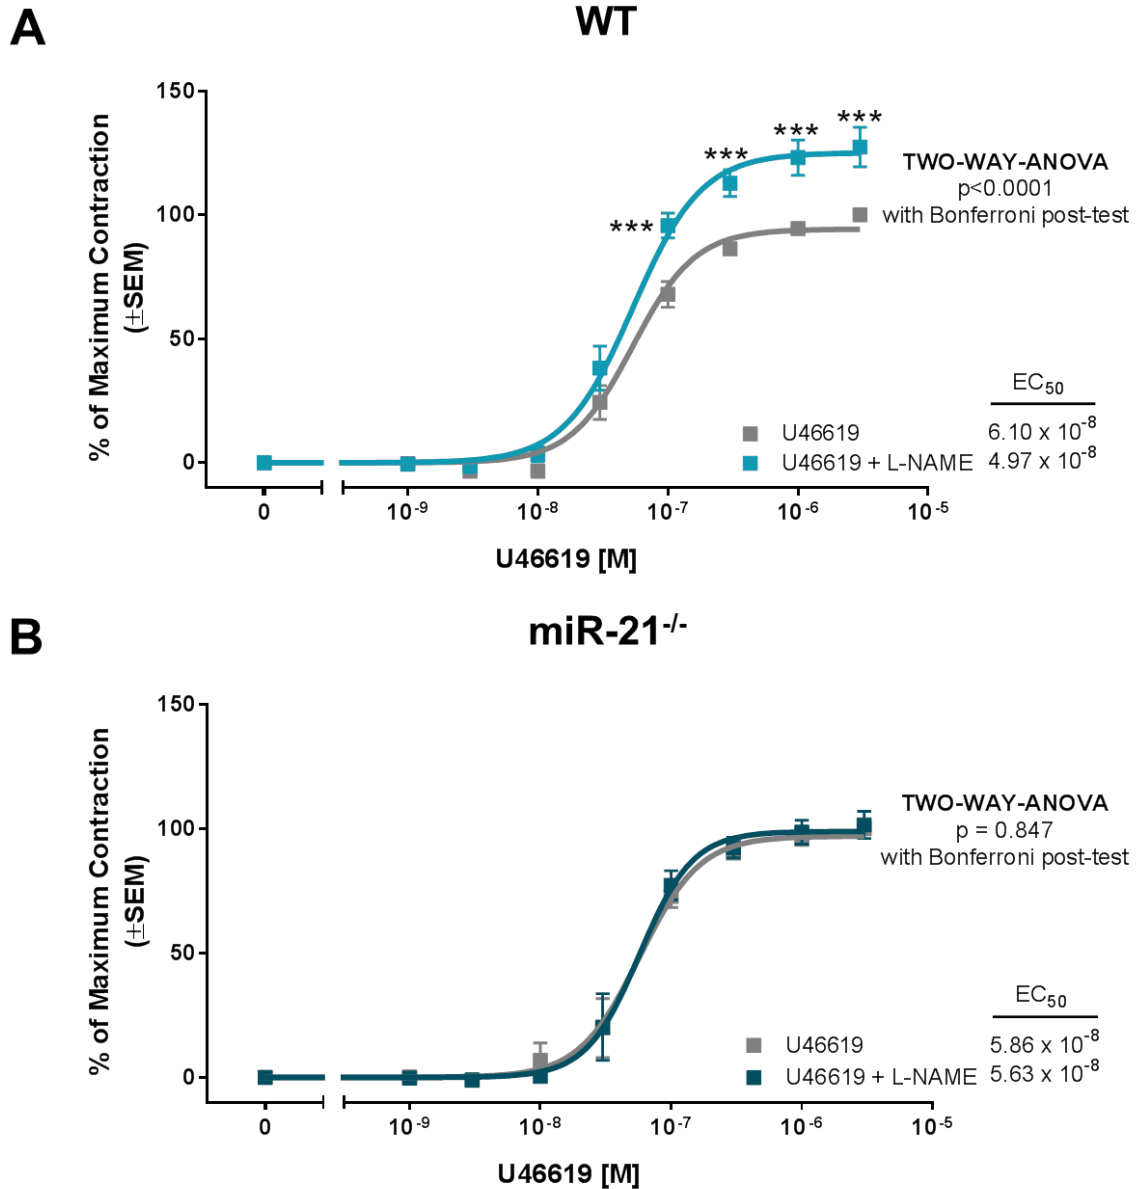 A
WT
150
100
50
0
% of Maximum Contraction
(±SEM)
***
***
***
***
TWO-WAY-ANOVA
p<0.0001
with Bonferroni post-test
EC50
U46619 6.10 x 10-8
U46619 + L-NAME 4.97 x 10-8
0 10-9 10-8 10-7 10-6 10-5
U46619 [M]
B
miR-21-/-
150
100
50
0
% of Maximum Contraction
(±SEM)
TWO-WAY-ANOVA
p = 0.847
with Bonferroni post-test
EC50
U46619 5.86 x 10-8
U46619 + L-NAME 5.63 x 10-8
0 10-9 10-8 10-7 10-6 10-5
U46619 [M]